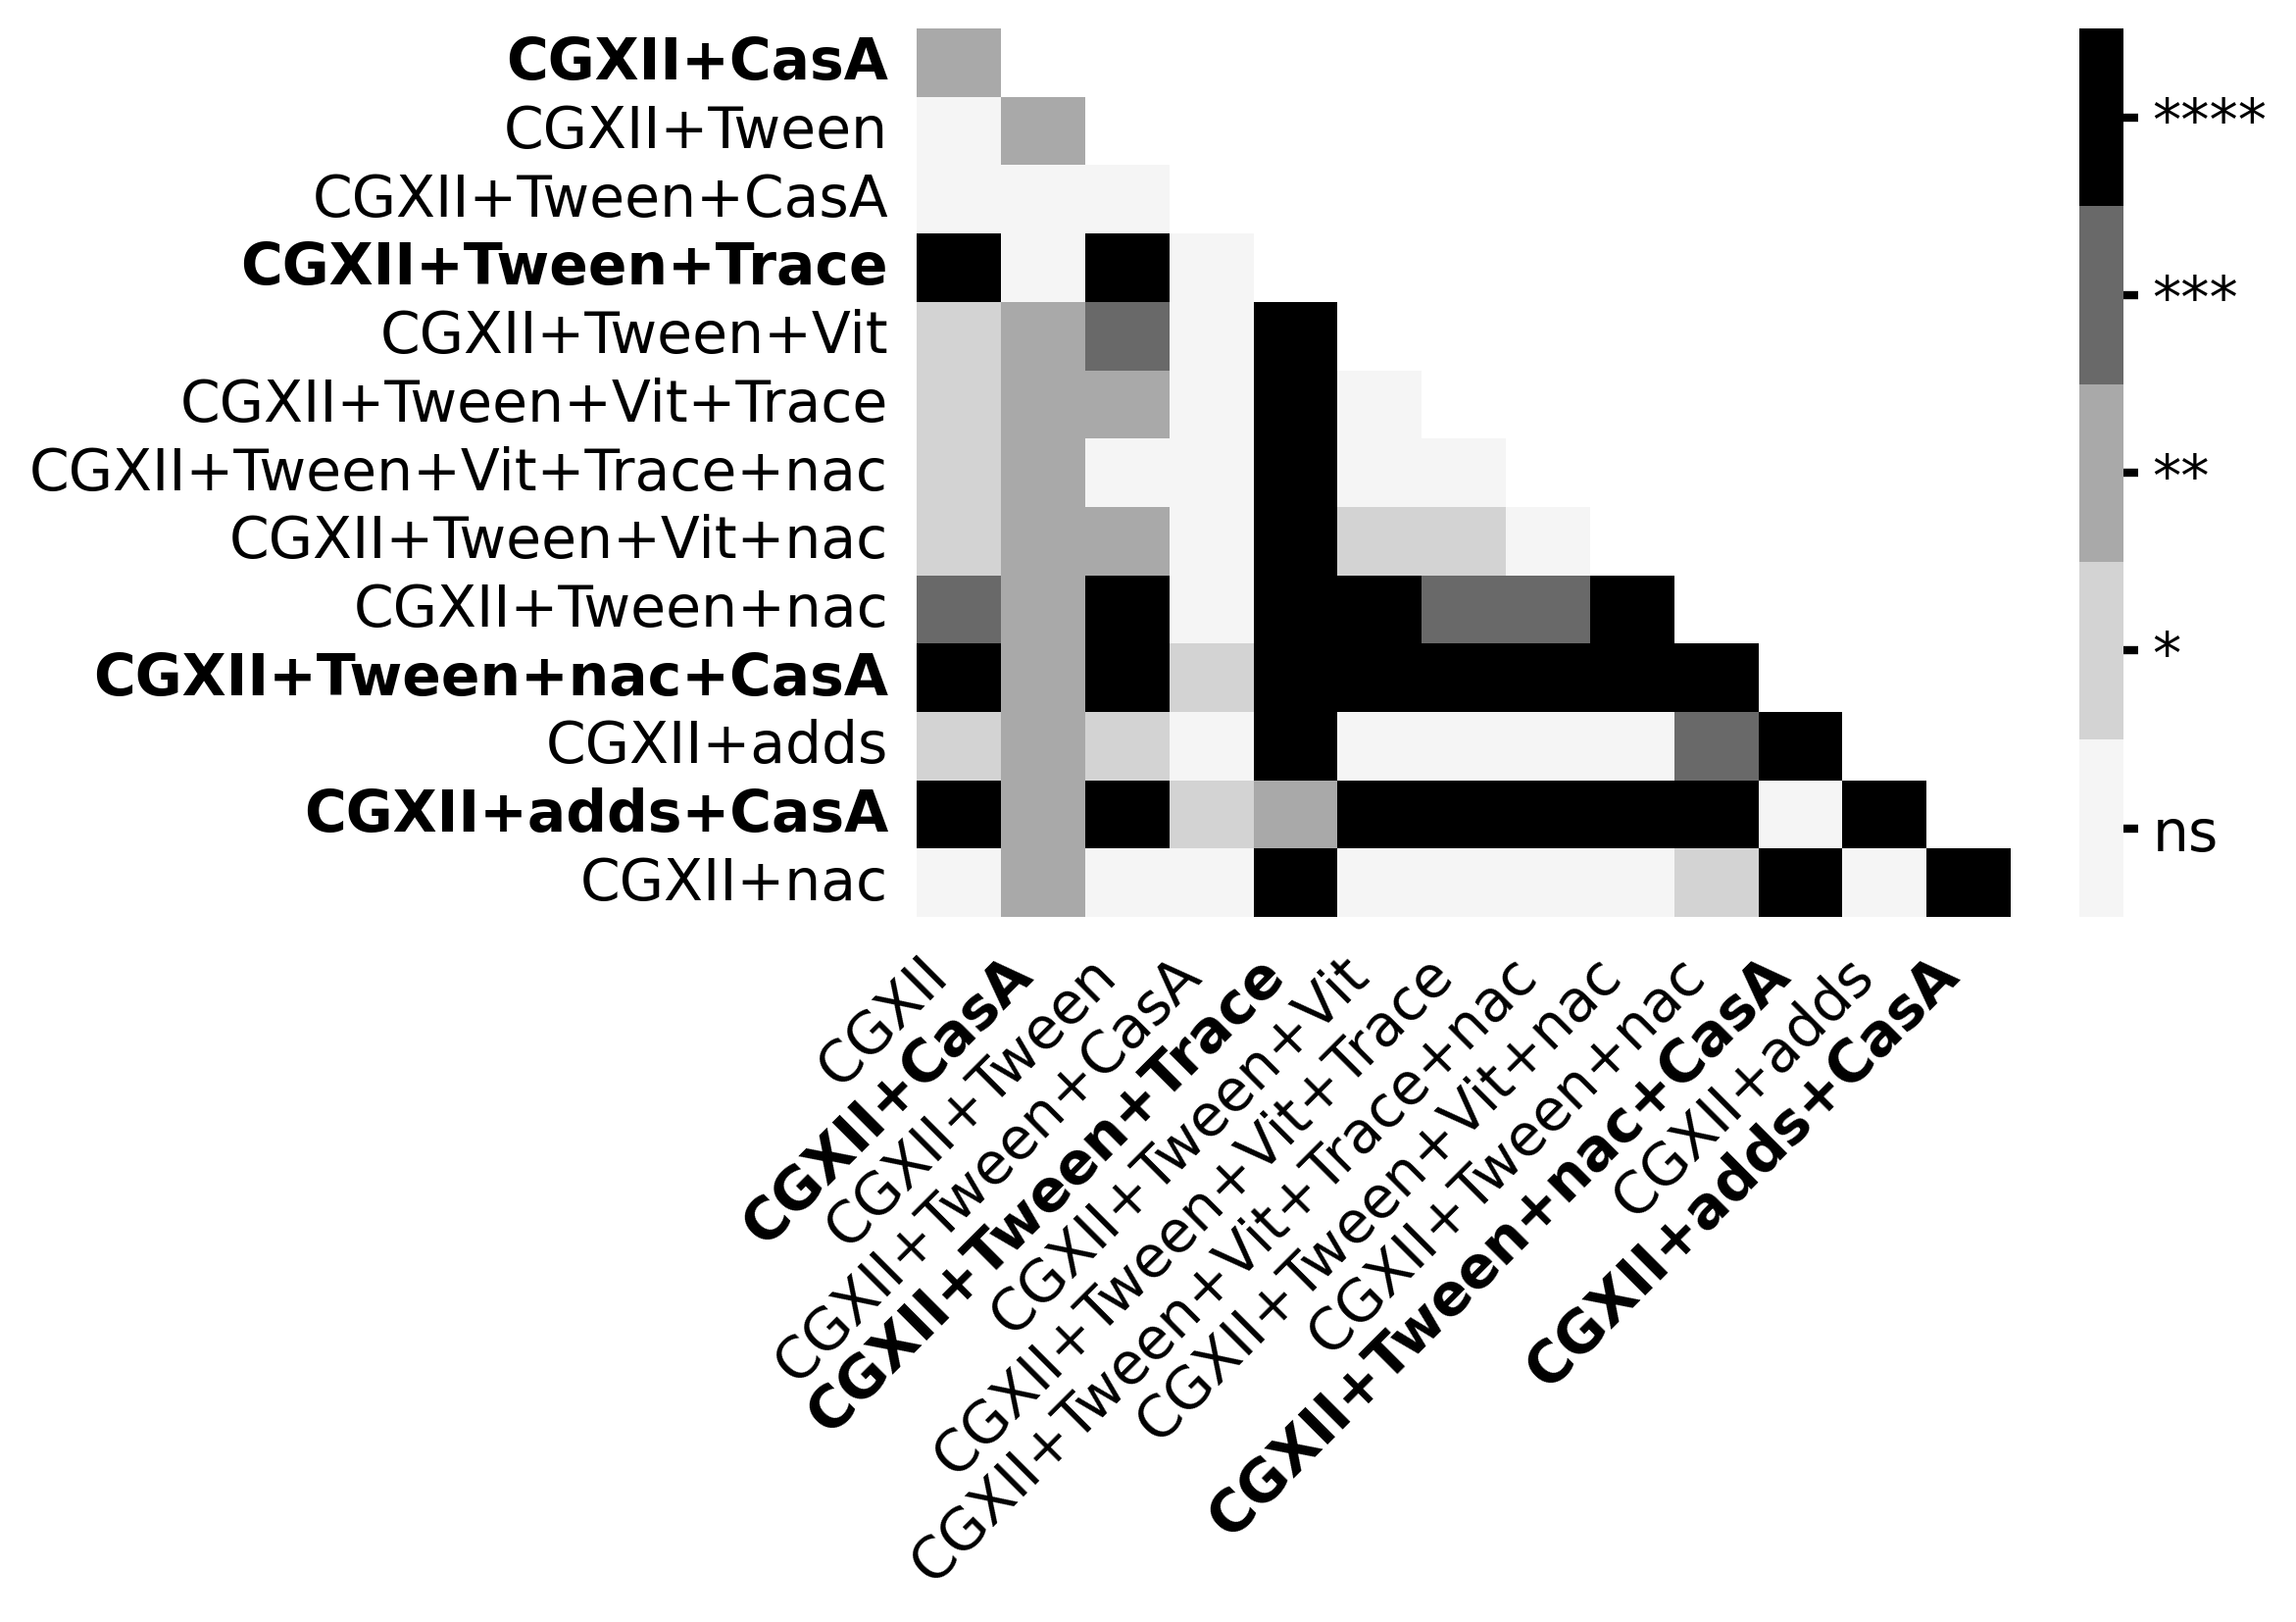 CGXII+CasA
CGXII+Tween
CGXII+Tween+CasA
CGXII+Tween+Trace
CGXII+Tween+Vit
CGXII+Tween+Vit+Trace
CGXII+Tween+Vit+Trace+nac
CGXII+Tween+Vit+nac
CGXII+Tween+nac
CGXII+Tween+nac+CasA
CGXII+adds
CGXII+adds+CasA
CGXII+nac
CGXII
CGXII+CasA
CGXII+Tween
CGXII+Tween+CasA
CGXII+Tween+Trace
CGXII+Tween+Vit
CGXII+Tween+Vit+Trace
CGXII+Tween+Vit+Trace+nac
CGXII+Tween+Vit+nac
CGXII+Tween+nac
CGXII+Tween+nac+CasA
CGXII+adds
CGXII+adds+CasA
****
***
**
*
ns